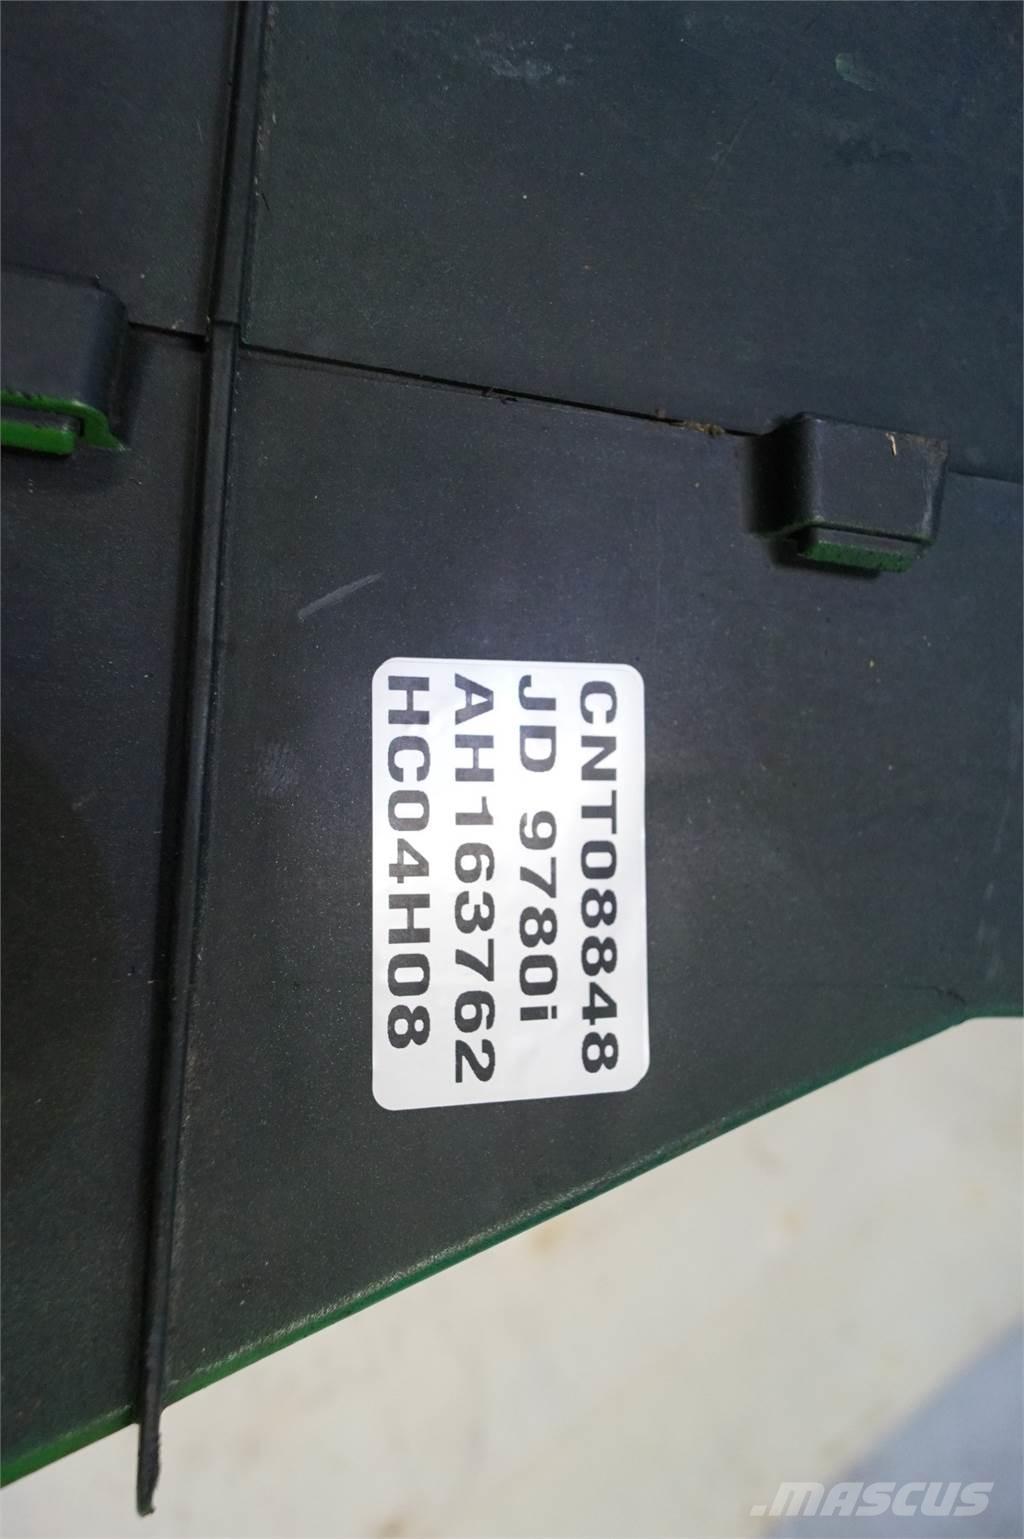 CNT08848
JD 9780i
AH163762
HC04H08
MASCUS